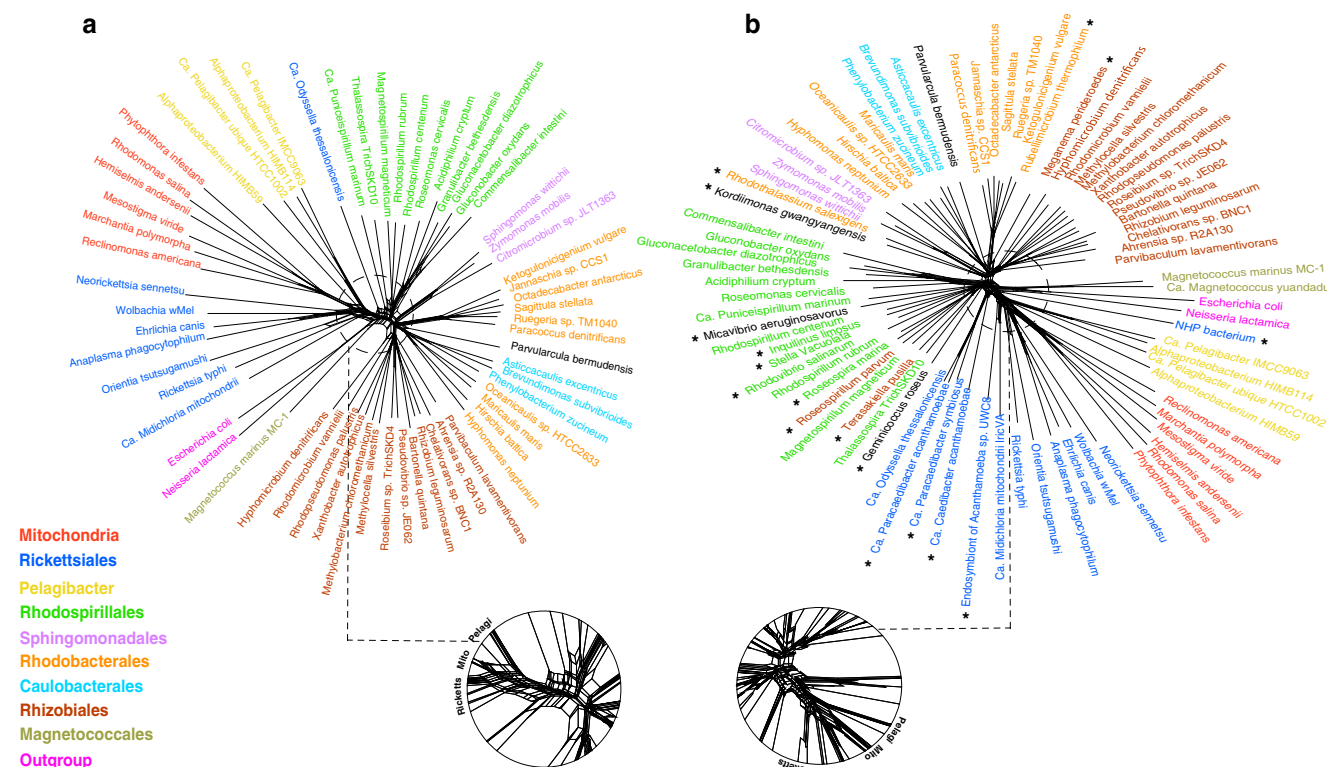 a
Phylophthora intestans
Rhodomonas salina
Hemiselmis andersenii
Mesostigma viride
Marchantia polymorpha
Reclinomonas americana
Neorickettsia sennetsu
Wolbachia wMel
Ehrlichia canis
Anaplasma phagocytophilum
Orientia tsutsugamushi
Rickettsia typhi
Ca. Midichloria mitochondrii
Escherichia coli
Neisseria lactamica
Magnetococcus marinus MC-1
Alphaproteobacterium HIMB59
Ca. Pelagibacter ubique HTCC1002
Alphaproteobacterium HIMB114
Ca. Pelagibacter IMCC9063
Ca. Odyssella thessalonicensis
Ca. Puniceispirillum marinum
Thalassospira TrichSKD10
Magnetospirillum magneticum
Rhodospirillum rubrum
Rhodospirillum centenum
Roseomonas cervicalis
Acidiphilium cryptum
Granulibacter bethesdensis
Gluconacetobacter diazotrophicus
Gluconobacter oxydans
Commensalibacter intestini
Sphingomonas wittichii
Zymomonas mobilis
Citromicrobium sp. JLT1363
Ketogulonicigenium vulgare
Jannaschia sp. CCS1
Octadecabacter antarcticus
Sagittula stellata
Ruegeria sp. TM1040
Paracoccus denitrificans
Parvularcula bermudensis
Asticcacaulis excentricus
Brevundimonas subvibrioides
Phenylobacterium zucineum
Oceanicaulis sp. HTCC2633
Maricaulis maris
Hirschia baltica
Hyphomonas neptunium
Parvibaculum lavamentivorans
Ahrensia sp. R2A130
Chelativorans sp. BNC1
Rhizobium leguminosarum
Bartonella quintana
Pseudovibrio sp. JE062
Roseibium sp. TrichSKD4
Methylocella silvestris
Methylobacterium chloromethanicum
Xanthobacter autotrophicus
Rhodopseudomonas palustris
Rhodomicrobium vannielii
Hyphomicrobium denitrificans
Mitochondria
Rickettsiales
Pelagibacter
Rhodospirillales
Sphingomonadales
Rhodobacterales
Caulobacterales
Rhizobiales
Magnetococcales
Outgroup
Pelagi
Mito
Ricketts
b
Parvularcula bermudensis
Asticcacaulis excentricus
Brevundimonas subvibrioides
Phenylobacterium zucineum
Maricaulis maris
Oceanicaulis sp. HTCC2633
Hirschia baltica
Hyphomonas neptunium
Citromicrobium sp. JLT1363
Zymomonas mobilis
Sphingomonas wittichii
* Rhodothalassium salexigens
* Kordiimonas gwangyangensis
Commensalibacter intestini
Gluconobacter oxydans
Gluconacetobacter diazotrophicus
Granulibacter bethesdensis
Acidiphilium cryptum
Roseomonas cervicalis
Ca. Puniceispirillum marinum
* Micavibrio aeruginosavorus
Rhodospirillum centenum
* Inquilinus limosus
* Stella vacuolata
* Rhodovibrio salinarum
Rhodospirillum rubrum
* Roseospira marina
* Roseospirillum parvum
Magnetospirillum magneticum
* Terasakiella pusilla
Thalassospira TrichSKD10
* Geminicoccus roseus
Ca. Odyssella thessalonicensis
* Ca. Paracaedibacter acanthamoebae
* Ca. Paracaedibacter symbiosus
* Ca. Caedibacter acanthamoebae
* Endosymbiont of Acanthamoeba sp. UWC8
Ca. Midichloria mitochondrii IricVA
Rickettsia typhi
Orientia tsutsugamushi
Anaplasma phagocytophilum
Ehrlichia canis
Wolbachia wMel
Neorickettsia sennetsu
Phytophthora infestans
Rhodomonas salina
Hemiselmis andersenii
Mesostigma viride
Marchantia polymorpha
Reclinomonas americana
Alphapreobacterium HIMB59
Ca. Pelagibacter ubique HTCC1002
Alphaproteobacterium HIMB114
Ca. Pelagibacter IMCC9063
NHP bacterium *
Neisseria lactamica
Escherichia coli
Ca. Magnetococcus yuandadu
Magnetococcus marinus MC-1
Parvibaculum lavamentivorans
Ahrensia sp. R2A130
Chelativorans sp. BNC1
Rhizobium leguminosarum
Bartonella quintana
Pseudovibrio sp. JE062
Roseibium sp. TrichSKD4
Rhodopseudomonas palustris
Xanthobacter autotrophicus
Methylobacterium chloromethanicum
Methylocella silvestris
Rhodomicrobium vannielii
Hyphomicrobium denitrificans
Meganema perideroedes *
Rubellimicrobium thermophilum *
Ketogulonicigenium vulgare
Ruegeria sp. TM1040
Sagittula stellata
Octadecabacter antarcticus
Jannaschia sp. CCS1
Paracoccus denitrificans
Pelagi
Mito
ketts